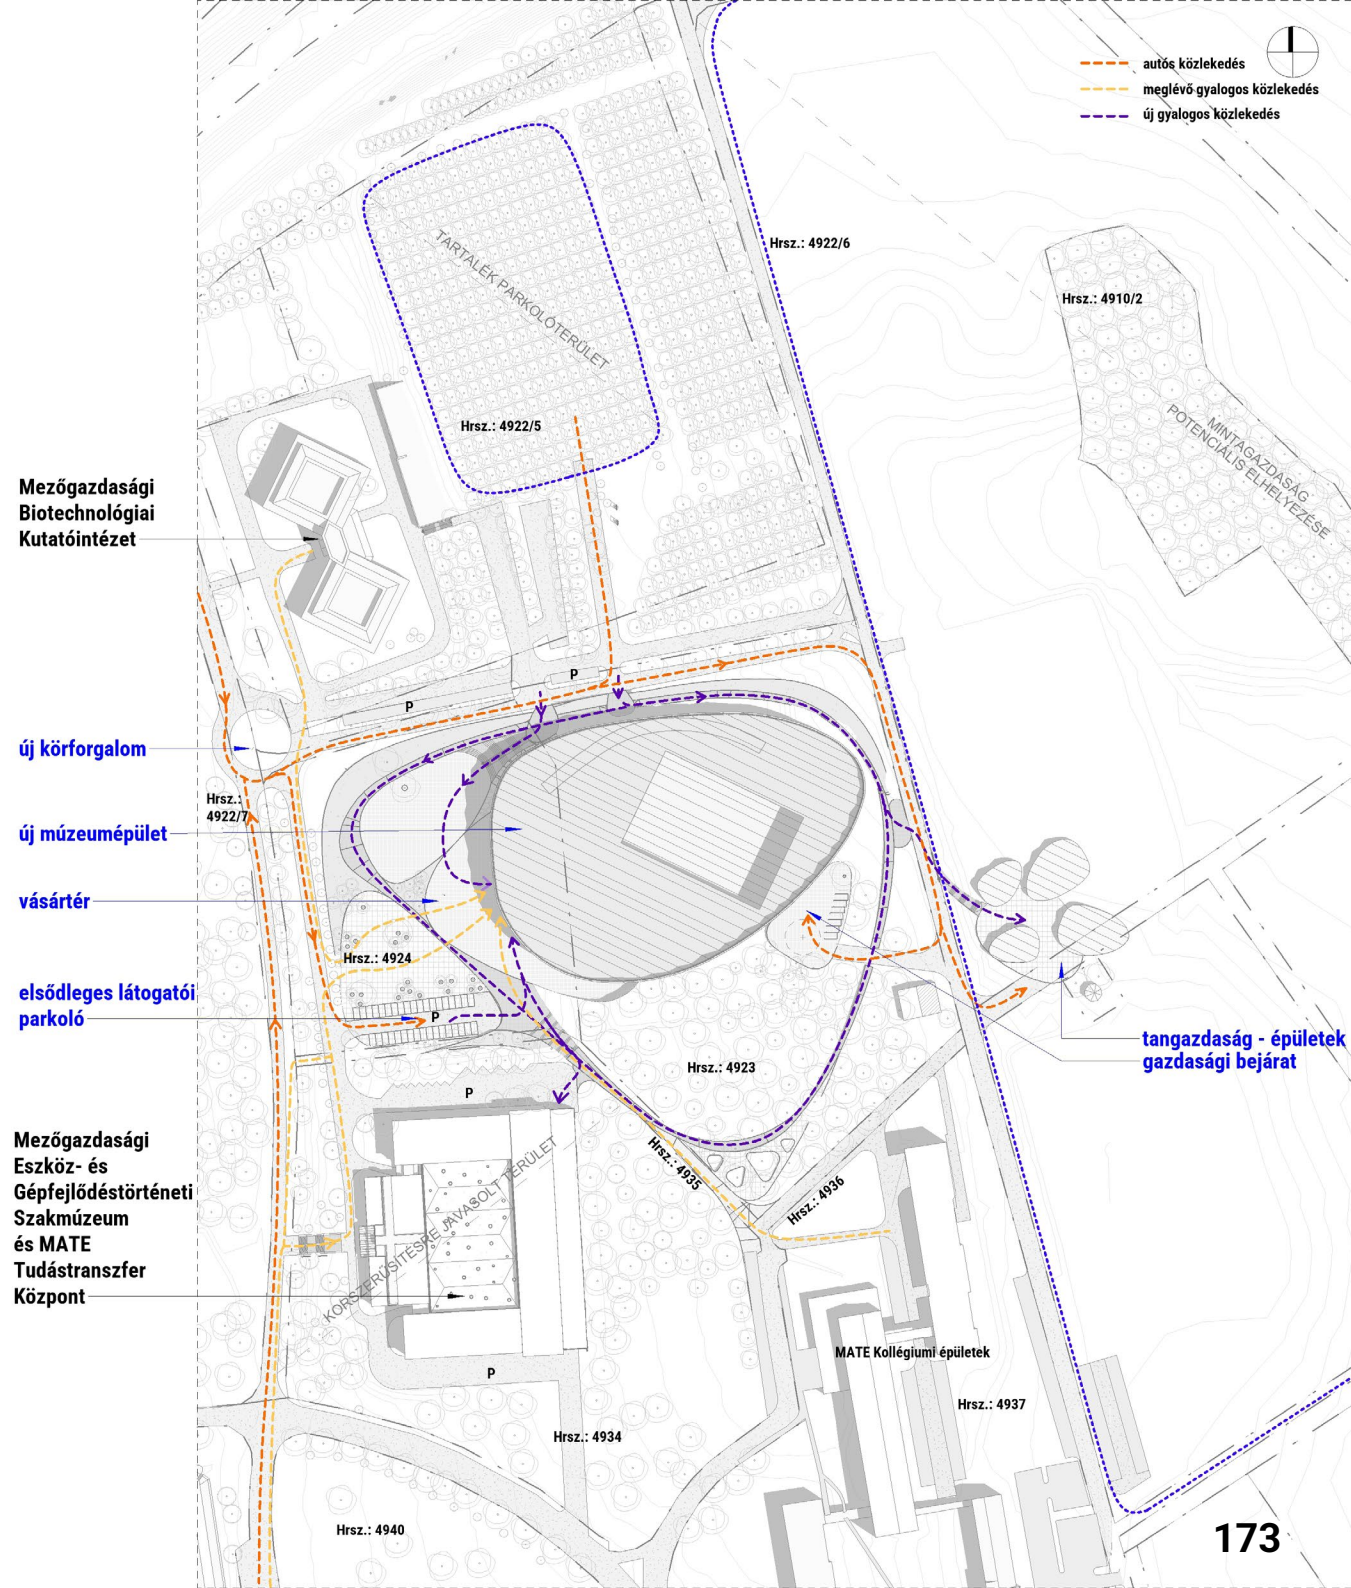 autós közlekedés
meglévő gyalogos közlekedés
új gyalogos közlekedés
Hrsz.: 4922/6
Hrsz.: 4910/2
TARTALÉK PARKOLÓTERÜLET
Hrsz.: 4922/5
MINTAGAZDASÁG
POTENCIÁLIS ELHELYEZÉSE
Mezőgazdasági
Biotechnológiai
Kutatóintézet
P
P
új körforgalom
Hrsz.:
4922/7
új múzeumépület
vásártér
Hrsz.: 4924
elsődleges látogatói
parkoló
P
tangazdaság - épületek
gazdasági bejárat
Hrsz.: 4923
P
Mezőgazdasági
Eszköz- és
Gépfejlődéstörténeti
Szakmúzeum
és MATE
Tudástranszfer
Központ
KORSZERŰSÍTÉSRE JAVASOLT TERÜLET
Hrsz.: 4935
Hrsz.: 4936
MATE Kollégiumi épületek
P
Hrsz.: 4937
Hrsz.: 4934
Hrsz.: 4940
173